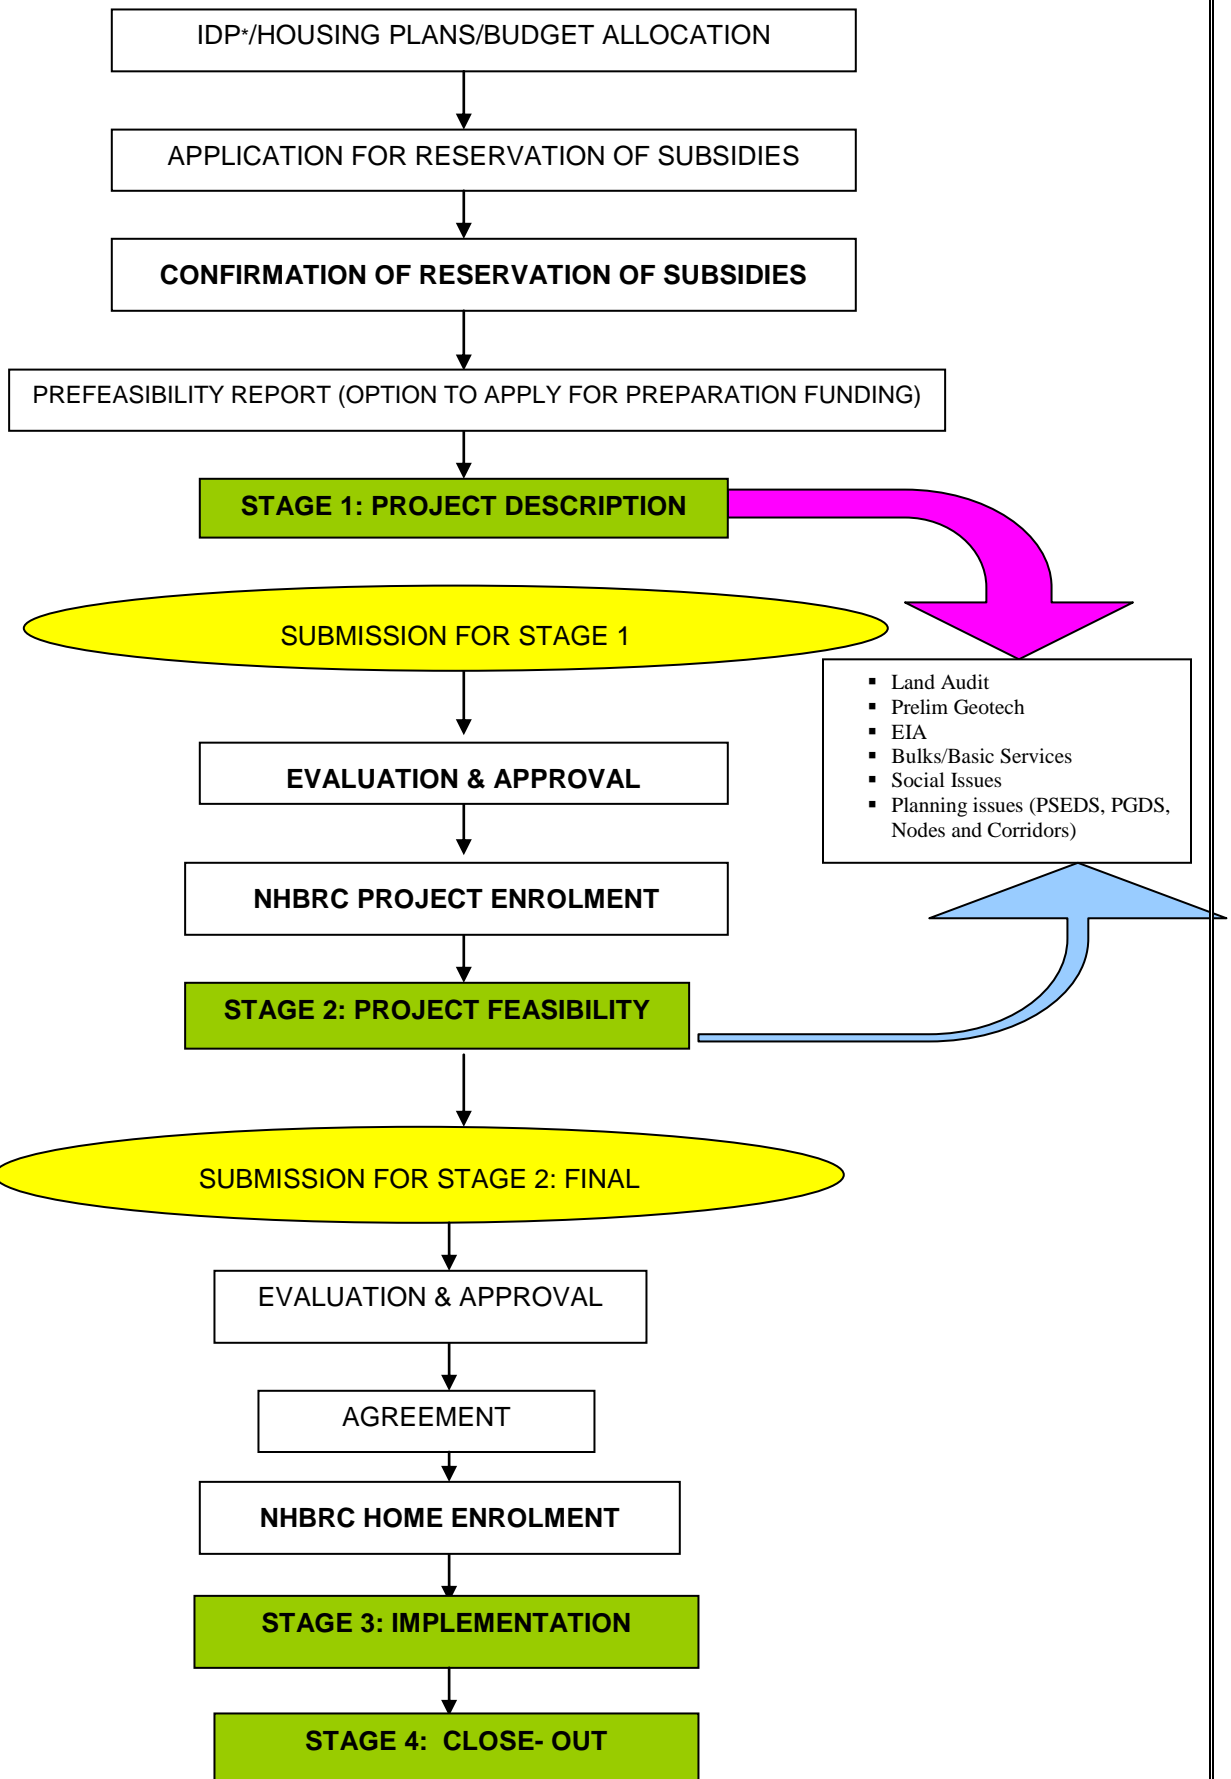 IDP*/HOUSING PLANS/BUDGET ALLOCATION
APPLICATION FOR RESERVATION OF SUBSIDIES
CONFIRMATION OF RESERVATION OF SUBSIDIES
PREFEASIBILITY REPORT (OPTION TO APPLY FOR PREPARATION FUNDING)
STAGE 1: PROJECT DESCRIPTION
SUBMISSION FOR STAGE 1
▪ Land Audit
▪ Prelim Geotech
▪ EIA
▪ Bulks/Basic Services
▪ Social Issues
▪ Planning issues (PSEDS, PGDS,
Nodes and Corridors)
EVALUATION & APPROVAL
NHBRC PROJECT ENROLMENT
STAGE 2: PROJECT FEASIBILITY
SUBMISSION FOR STAGE 2: FINAL
EVALUATION & APPROVAL
AGREEMENT
NHBRC HOME ENROLMENT
STAGE 3: IMPLEMENTATION
STAGE 4: CLOSE- OUT